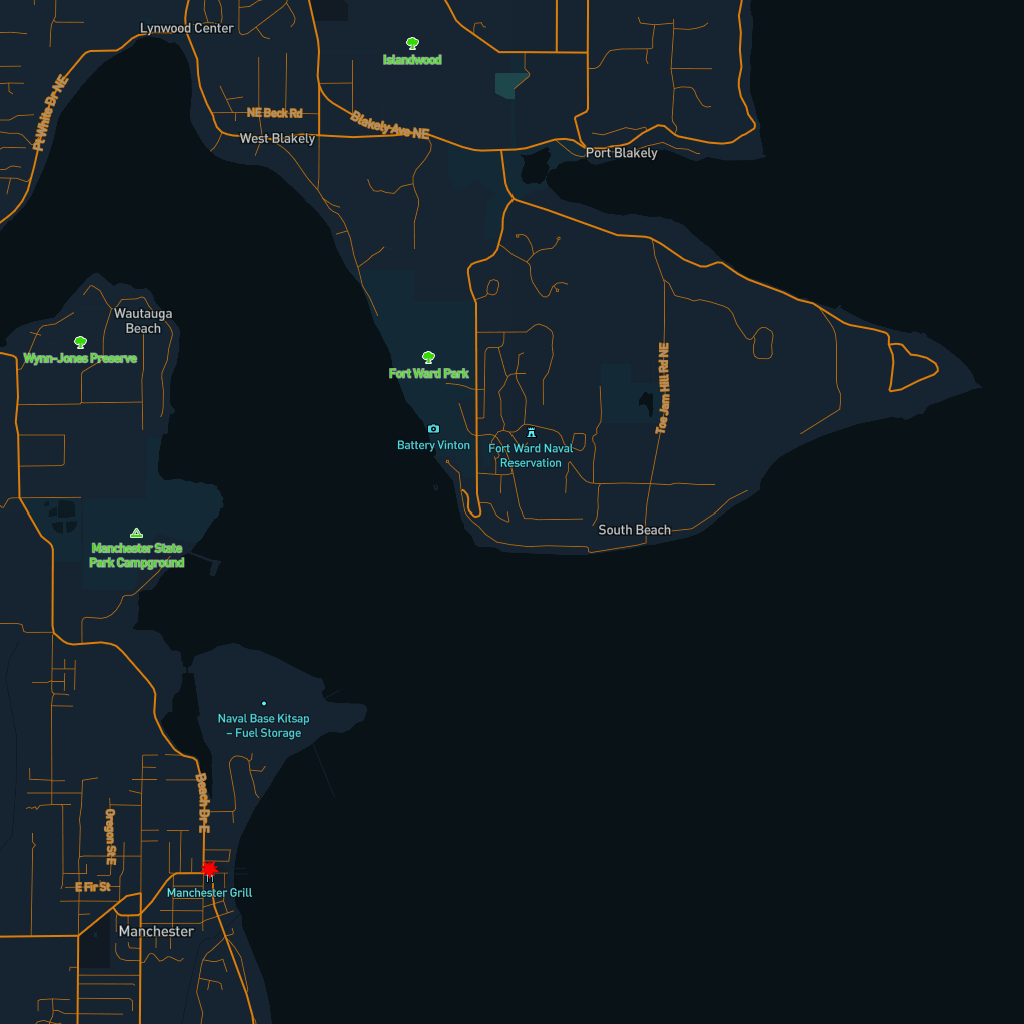 Lynwood Center
Islandwood
Pt White Dr NE
NE Beck Rd
Blakely Ave NE
West Blakely
Port Blakely
Wautauga
Beach
Wynn-Jones Preserve
Fort Ward Park
Toe Jam Hill Rd NE
Battery Vinton
Fort Ward Naval
Reservation
South Beach
Manchester State
Park Campground
Naval Base Kitsap
– Fuel Storage
Beach Dr E
Oregon St E
E Fir St
Manchester Grill
Manchester